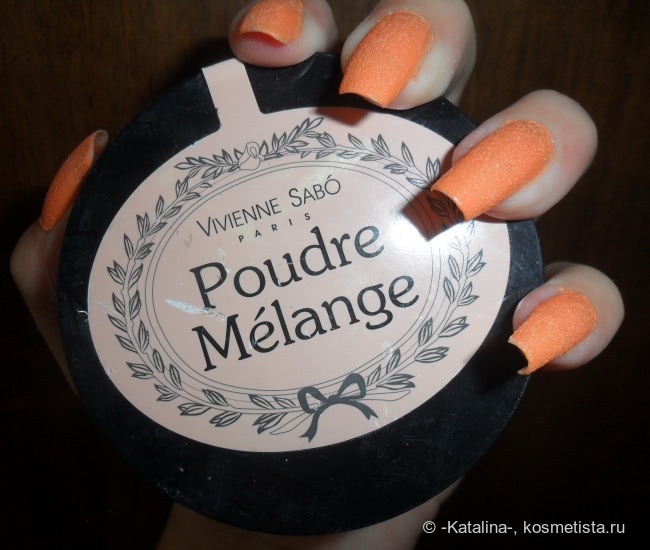 VIVIENNE SABÓ
PARIS
Poudre
Mélange
© -Katalina-, kosmetista.ru